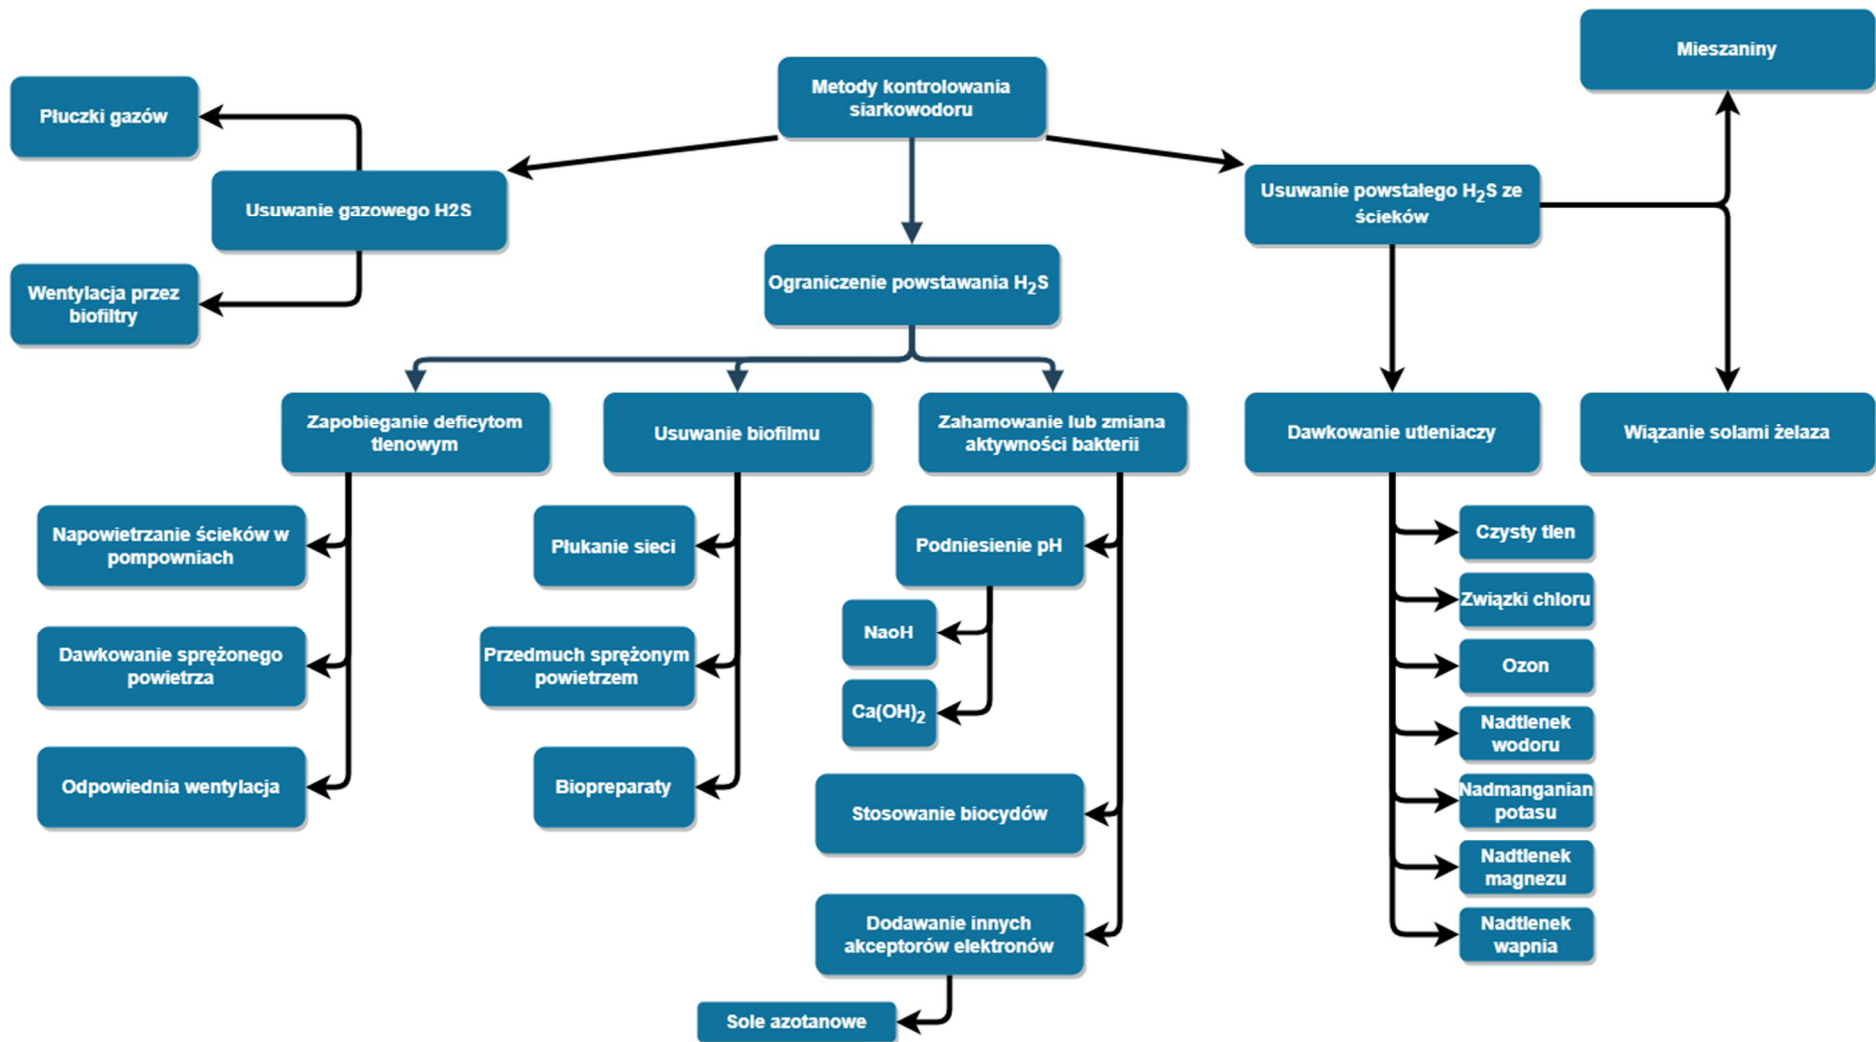 Mieszaniny
Metody kontrolowania
siarkowodoru
Płuczki gazów
Usuwanie gazowego H2S
Usuwanie powstałego H₂S ze
ścieków
Wentylacja przez
biofiltry
Ograniczenie powstawania H₂S
Zapobieganie deficytom
tlenowym
Usuwanie biofilmu
Zahamowanie lub zmiana
aktywności bakterii
Dawkowanie utleniaczy
Wiązanie solami żelaza
Napowietrzanie ścieków w
pompowniach
Płukanie sieci
Podniesienie pH
Czysty tlen
Związki chloru
NaoH
Dawkowanie sprężonego
powietrza
Przedmuch sprężonym
powietrzem
Ozon
Ca(OH)₂
Nadtlenek
wodoru
Odpowiednia wentylacja
Biopreparaty
Stosowanie biocydów
Nadmanganian
potasu
Nadtlenek
magnezu
Dodawanie innych
akceptorów elektronów
Nadtlenek
wapnia
Sole azotanowe